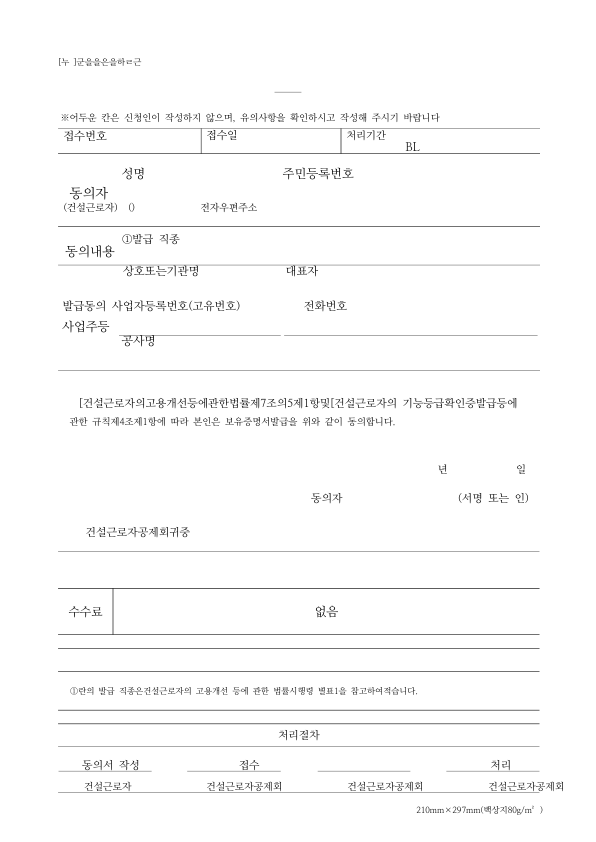 [누 ]군을을은을하ㄹ근
※어두운 칸은 신청인이 작성하지 않으며, 유의사항을 확인하시고 작성해 주시기 바랍니다
접수번호 접수일 처리기간
BL
성명 주민등록번호
동의자
(건설근로자) () 전자우편주소
①발급 직종
동의내용
상호또는기관명 대표자
발급동의 사업자등록번호(고유번호) 전화번호
사업주등
공사명
[건설근로자의고용개선등에관한법률제7조의5제1항및[건설근로자의 기능등급확인증발급등에
관한 규칙제4조제1항에 따라 본인은 보유증명서발급을 위와 같이 동의합니다.
년 일
동의자 (서명 또는 인)
건설근로자공제회귀중
수수료 없음
①란의 발급 직종은건설근로자의 고용개선 등에 관한 법률시행령 별표1을 참고하여적습니다.
처리절차
동의서 작성 접수 처리
건설근로자 건설근로자공제회 건설근로자공제회 건설근로자공제회
210mm×297mm(백상지80g/㎡ )